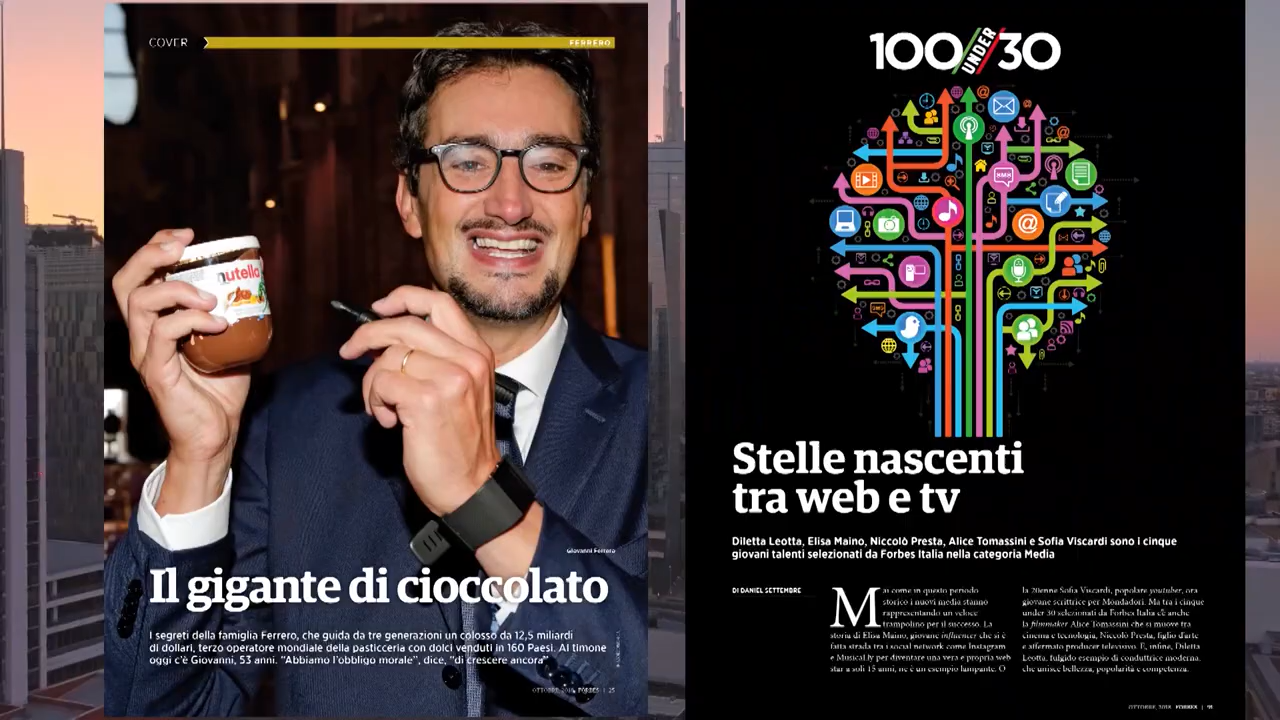 COVER
FERRERO
nutella
Giovanni Ferrero
Il gigante di cioccolato
I segreti della famiglia Ferrero, che guida da tre generazioni un colosso da 12,5 miliardi
di dollari, terzo operatore mondiale della pasticceria con dolci venduti in 160 Paesi. Al timone
oggi c'è Giovanni, 53 anni. "Abbiamo l'obbligo morale", dice, "di crescere ancora"
OTTOBRE, 2018 FORBES | 25
100 UNDER 30
SMS
Stelle nascenti
tra web e tv
Diletta Leotta, Elisa Maino, Niccolò Presta, Alice Tomassini e Sofia Viscardi sono i cinque
giovani talenti selezionati da Forbes Italia nella categoria Media
DI DANIEL SETTEMBRE
Mai come in questo periodo
storico i nuovi media stanno
rappresentando un veloce
trampolino per il successo. La
storia di Elisa Maino, giovane influencer che si è
fatta strada tra i social network come Instagram
e Musical.ly per diventare una vera e propria web
star a soli 15 anni, ne è un esempio lampante. O
la 20enne Sofia Viscardi, popolare youtuber, ora
giovane scrittrice per Mondadori. Ma tra i cinque
under 30 selezionati da Forbes Italia c'è anche
la filmmaker Alice Tomassini che si muove tra
cinema e tecnologia, Niccolò Presta, figlio d'arte
e affermato producer televisivo. E, infine, Diletta
Leotta, fulgido esempio di conduttrice moderna,
che unisce bellezza, popolarità e competenza.
OTTOBRE, 2018 FORBES |